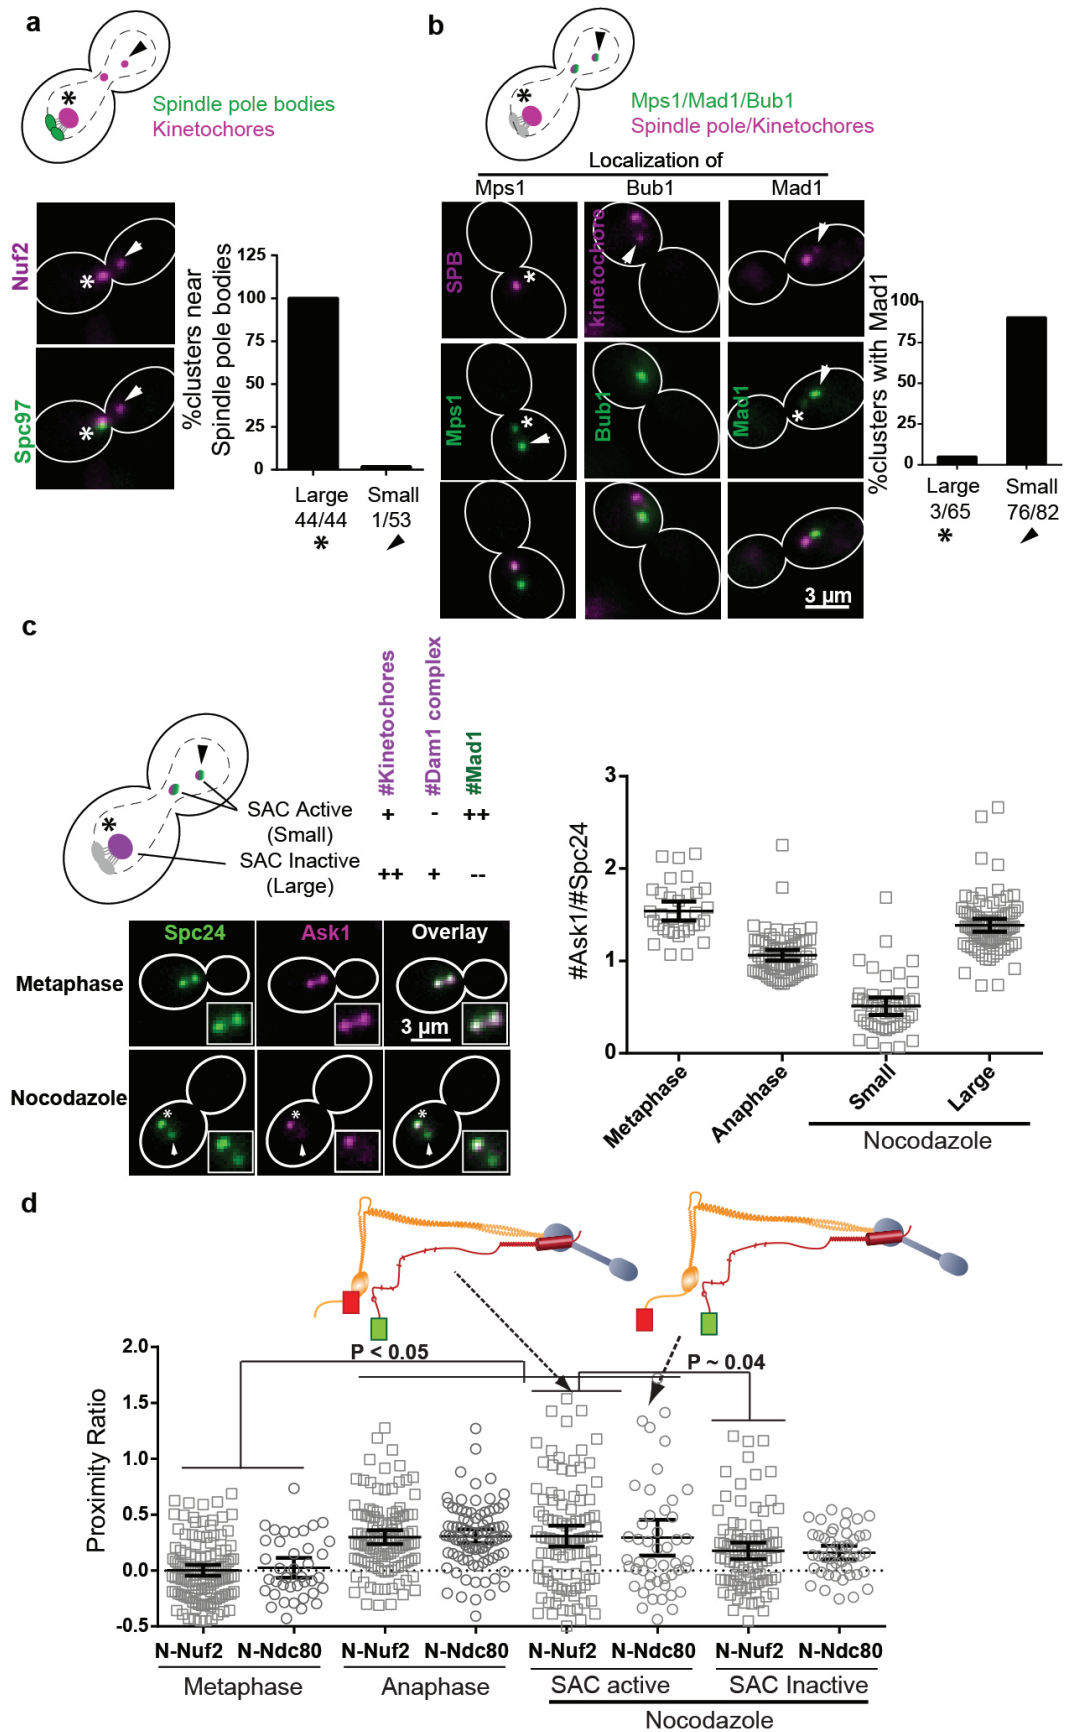 a
*
Spindle pole bodies
Kinetochores
Nuf2
*
Spc97
*
%clusters near
Spindle pole bodies
125
100
75
50
25
0
Large
Small
44/44
1/53
*
b
*
Mps1/Mad1/Bub1
Spindle pole/Kinetochores
Localization of
Mps1
Bub1
Mad1
SPB
*
kinetochore
Mps1
*
Bub1
Mad1
*
3 µm
%clusters with Mad1
100
75
50
25
0
Large
Small
3/65
76/82
*
c
#Kinetochores
#Dam1 complex
#Mad1
*
SAC Active
(Small)
+
-
++
SAC Inactive
(Large)
++
+
--
Spc24
Ask1
Overlay
Metaphase
3 µm
Nocodazole
*
*
*
#Ask1/#Spc24
3
2
1
0
Metaphase
Anaphase
Small
Large
Nocodazole
d
P < 0.05
P ~ 0.04
Proximity Ratio
2.0
1.5
1.0
0.5
0.0
-0.5
N-Nuf2
N-Ndc80
N-Nuf2
N-Ndc80
N-Nuf2
N-Ndc80
N-Nuf2
N-Ndc80
Metaphase
Anaphase
SAC active
SAC Inactive
Nocodazole